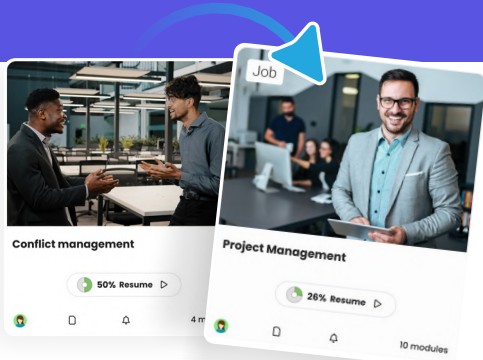 Job
Conflict management
50% Resume
4 m
Project Management
26% Resume
10 modules